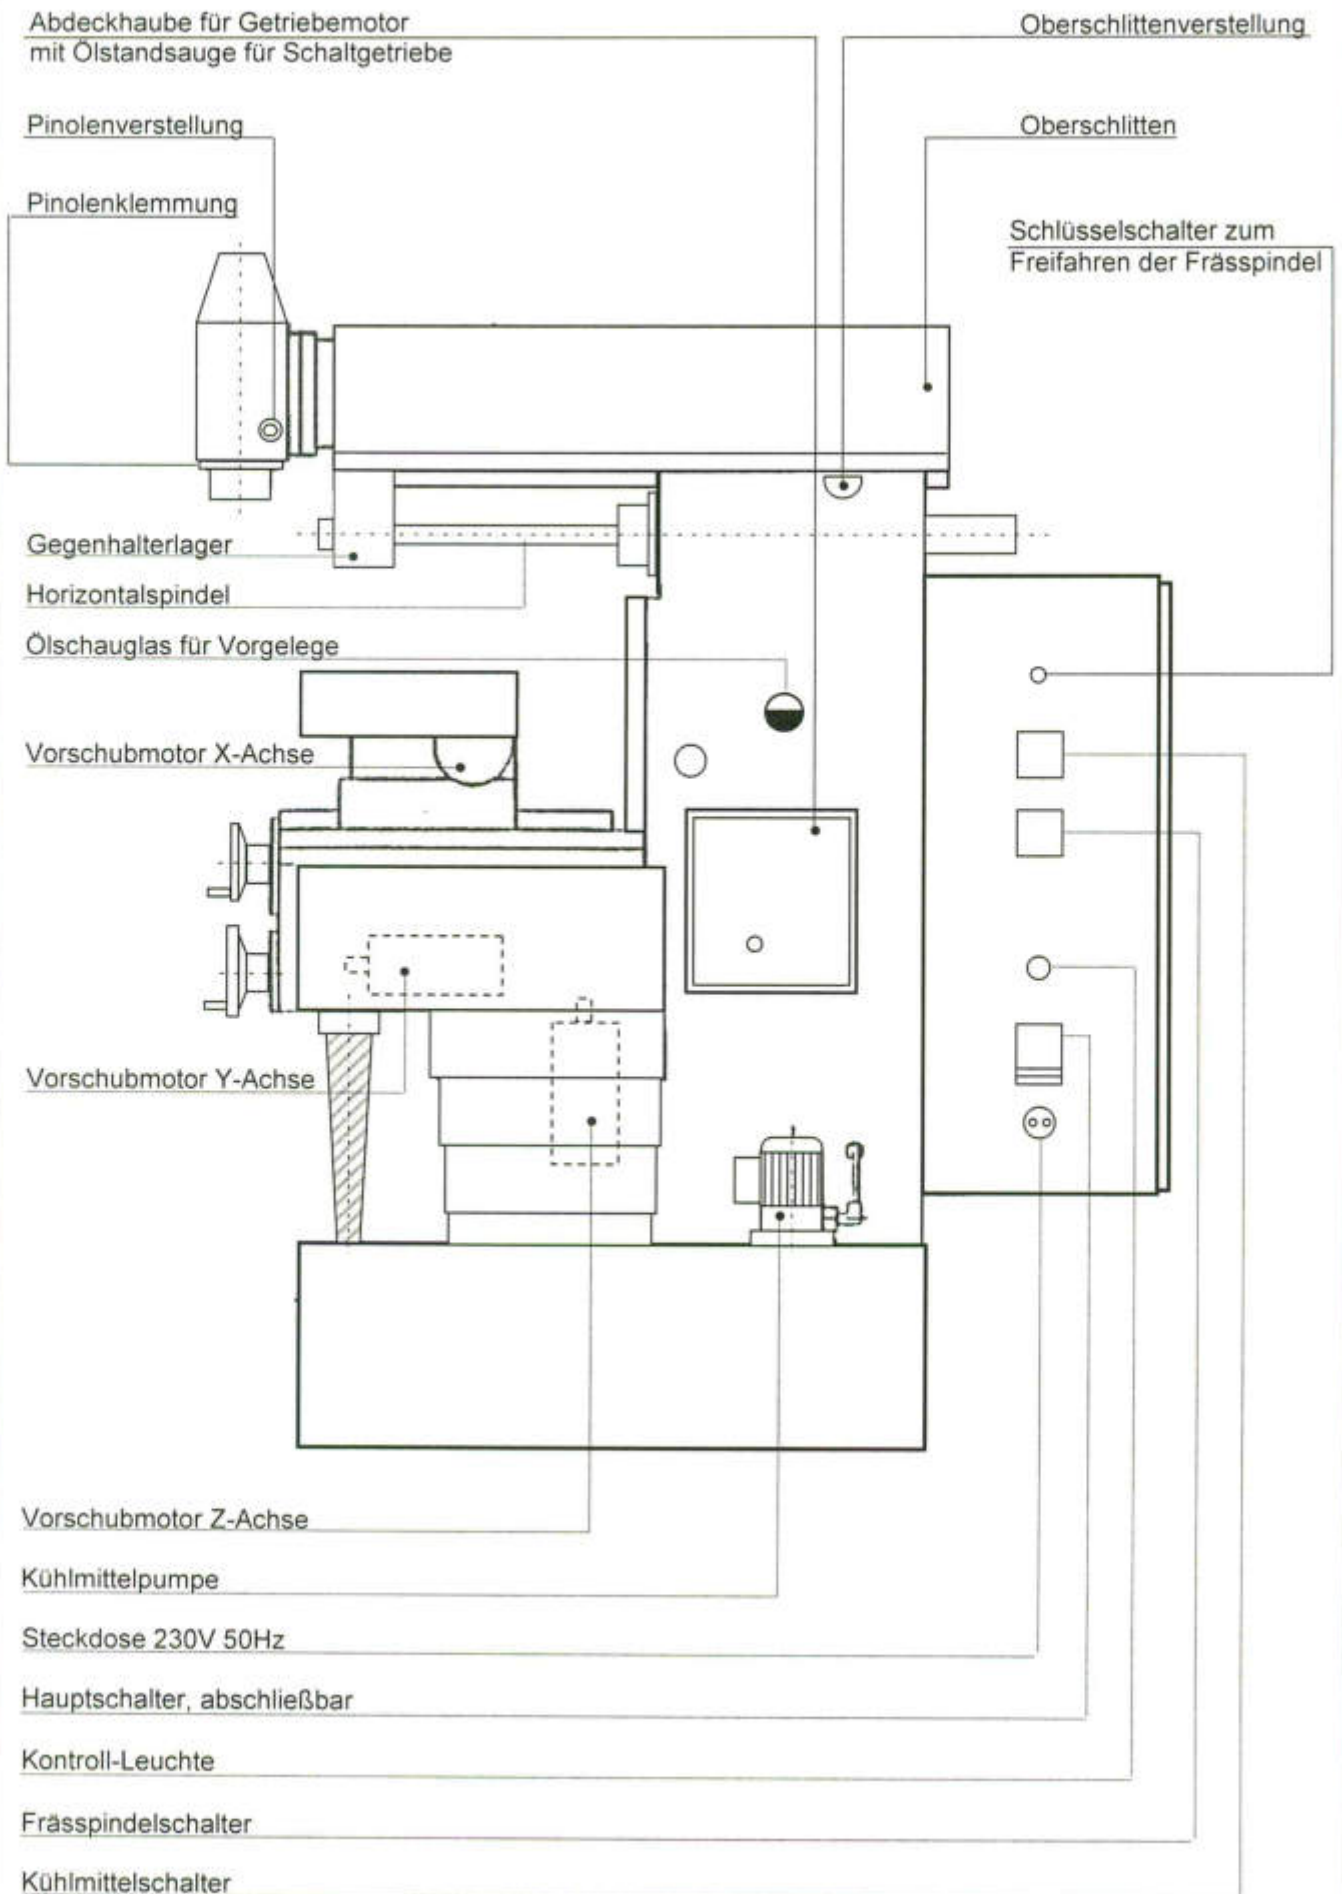 Abdeckhaube für Getriebemotor
mit Ölstandsauge für Schaltgetriebe
Oberschlittenverstellung
Pinolenverstellung
Oberschlitten
Pinolenklemmung
Schlüsselschalter zum
Freifahren der Frässpindel
Gegenhalterlager
Horizontalspindel
Ölschauglas für Vorgelege
Vorschubmotor X-Achse
Vorschubmotor Y-Achse
Vorschubmotor Z-Achse
Kühlmittelpumpe
Steckdose 230V 50Hz
Hauptschalter, abschließbar
Kontroll-Leuchte
Frässpindelschalter
Kühlmittelschalter